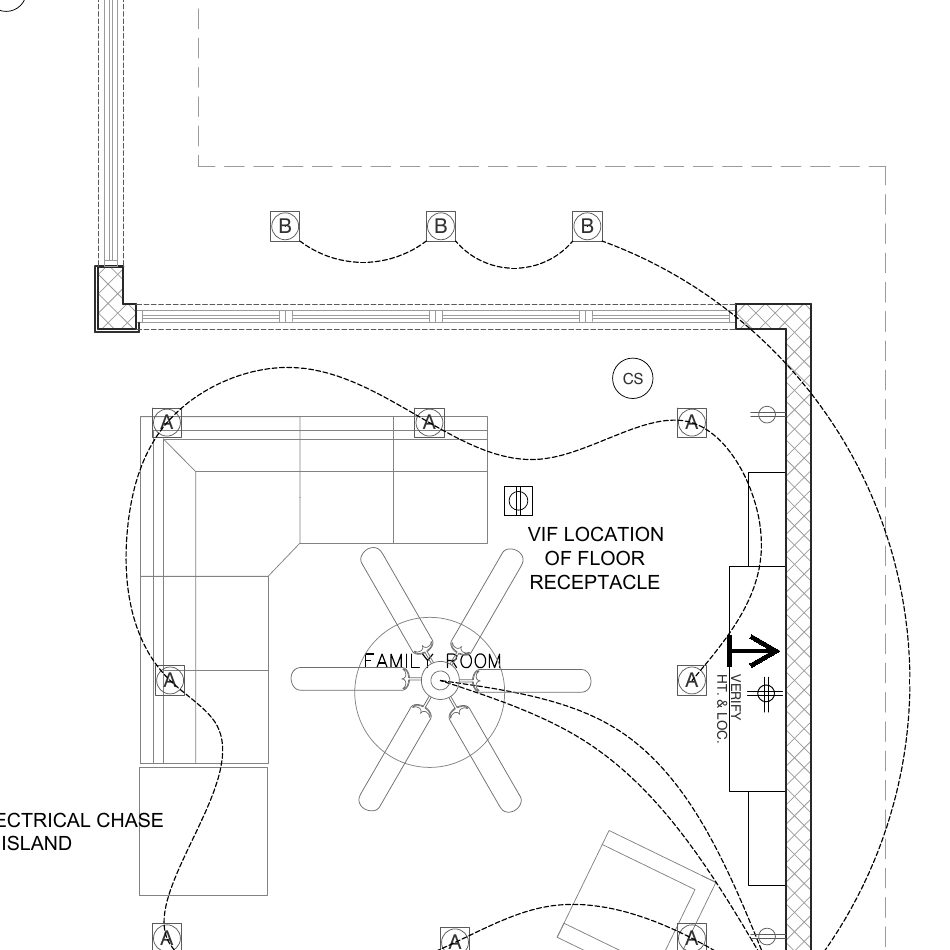 B B B
CS
A A A
VIF LOCATION
OF FLOOR
RECEPTACLE
FAMILY ROOM
A A
VERIFY
HT. & LOC.
ECTRICAL CHASE
ISLAND
A A A